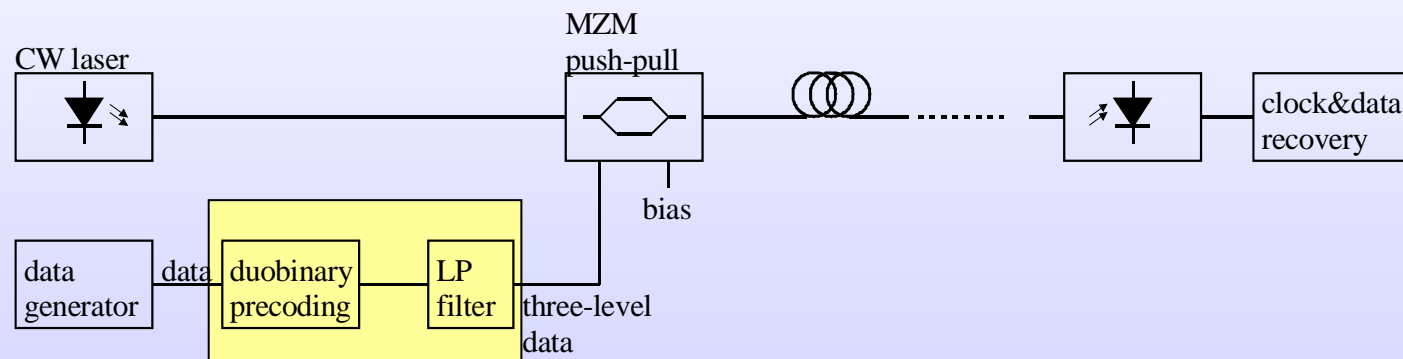 CW laser
MZM
push-pull
clock&data
recovery
bias
data
generator
data
duobinary
precoding
LP
filter
three-level
data